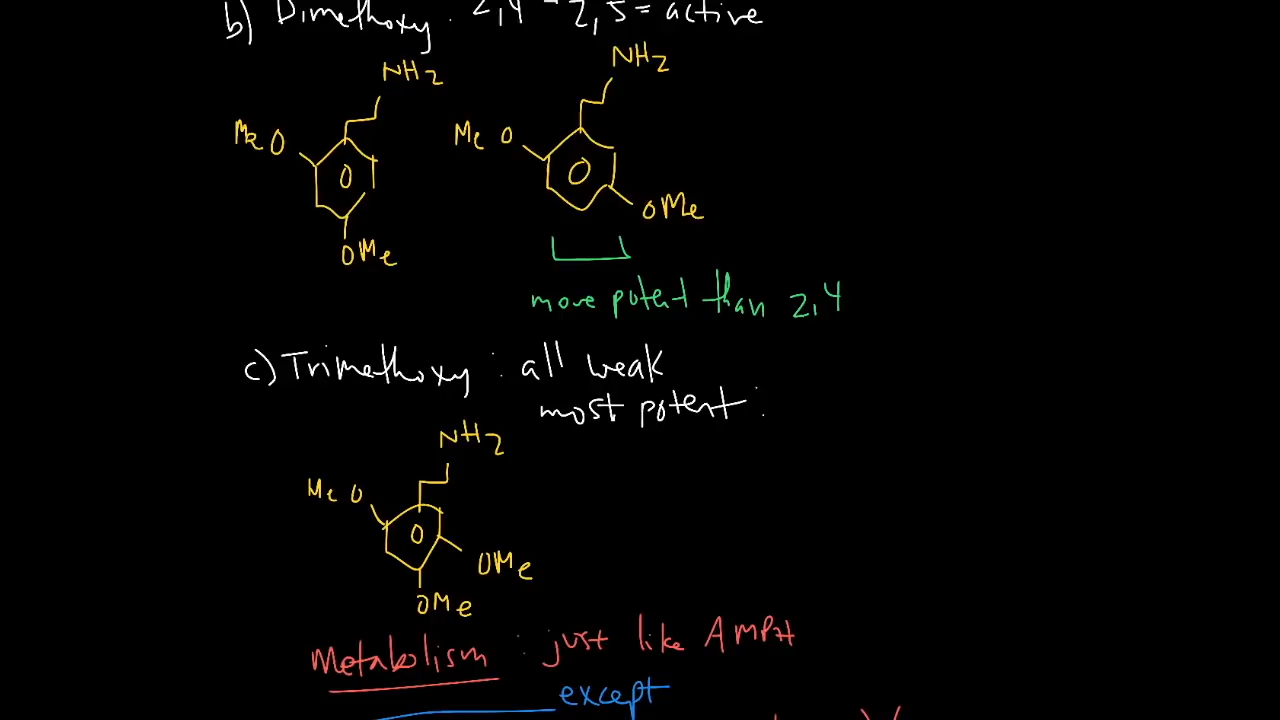 b) Dimethoxy : 2,4 - 2,5 = active
NH2
NH2
MeO
MeO
OMe
OMe
more potent than 2,4
c) Trimethoxy : all weak
most potent :
NH2
MeO
OMe
OMe
Metabolism : just like AMPH
except